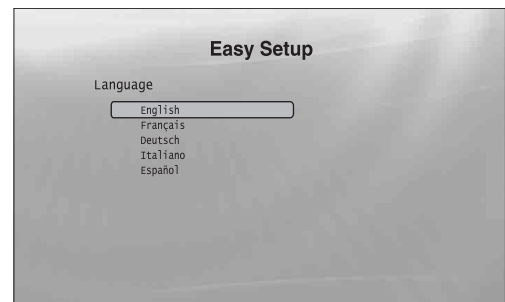 Easy Setup
Language
English
Français
Deutsch
Italiano
Español